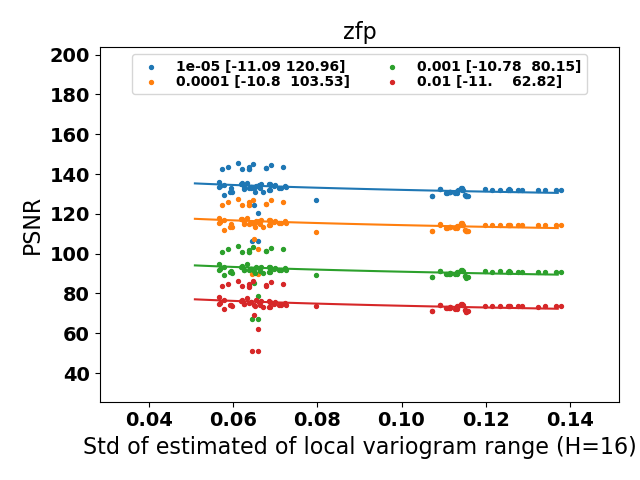 zfp
1e-05 [-11.09 120.96]
0.0001 [-10.8  103.53]
0.001 [-10.78  80.15]
0.01 [-11.    62.82]
200
180
160
140
120
100
80
60
40
PSNR
0.04 0.06 0.08 0.10 0.12 0.14
Std of estimated of local variogram range (H=16)